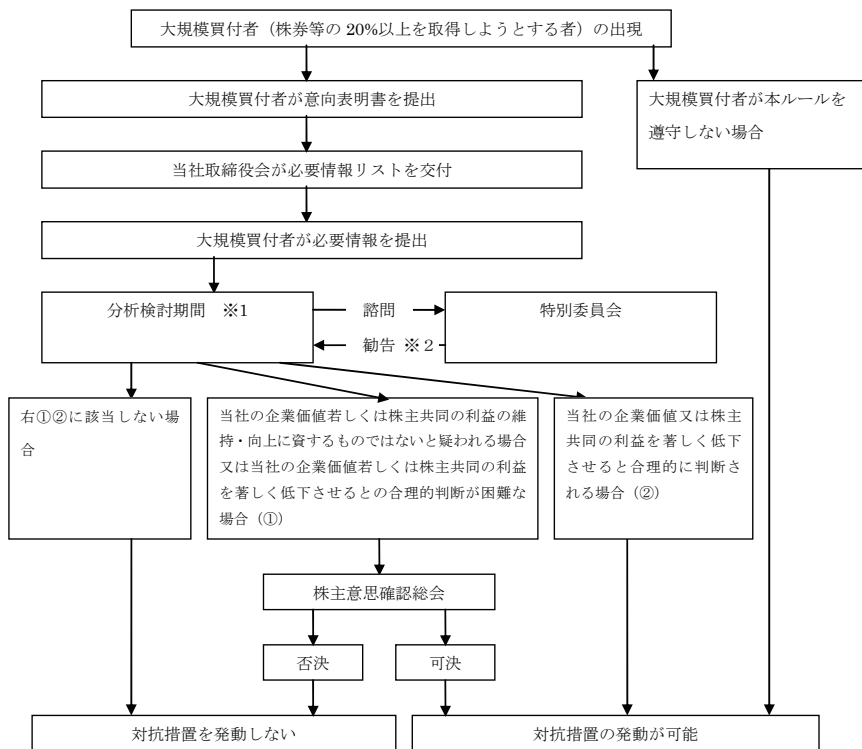 大規模買付者（株券等の 20%以上を取得しようとする者）の出現
大規模買付者が意向表明書を提出
大規模買付者が本ルールを
遵守しない場合
当社取締役会が必要情報リストを交付
大規模買付者が必要情報を提出
分析検討期間　※1
諮問
勧告 ※２
特別委員会
右①②に該当しない場
合
当社の企業価値若しくは株主共同の利益の維
持・向上に資するものではないと疑われる場合
又は当社の企業価値若しくは株主共同の利益
を著しく低下させるとの合理的判断が困難な
場合（①）
当社の企業価値又は株主
共同の利益を著しく低下
させると合理的に判断さ
れる場合（②）
株主意思確認総会
否決
可決
対抗措置を発動しない
対抗措置の発動が可能